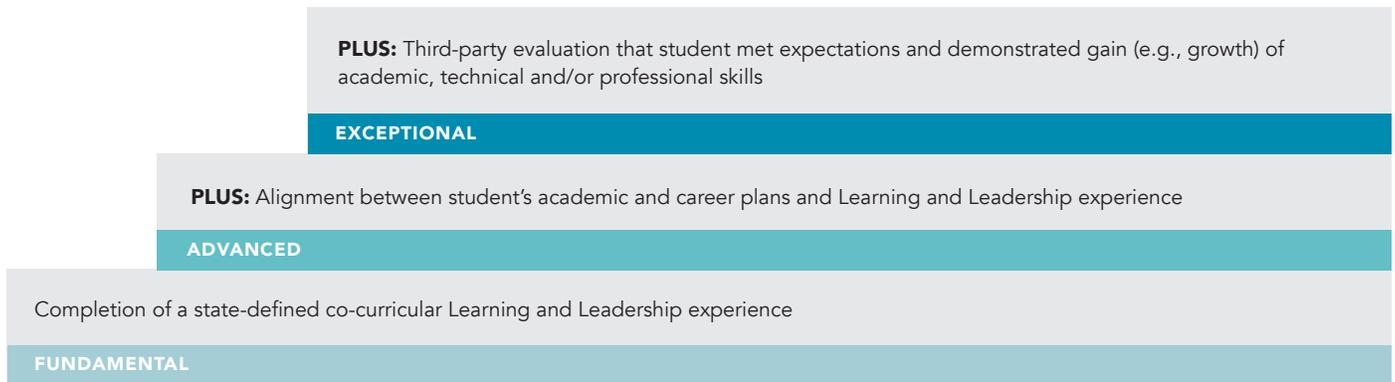 PLUS: Third-party evaluation that student met expectations and demonstrated gain (e.g., growth) of
academic, technical and/or professional skills
EXCEPTIONAL
PLUS: Alignment between student’s academic and career plans and Learning and Leadership experience
ADVANCED
Completion of a state-defined co-curricular Learning and Leadership experience
FUNDAMENTAL